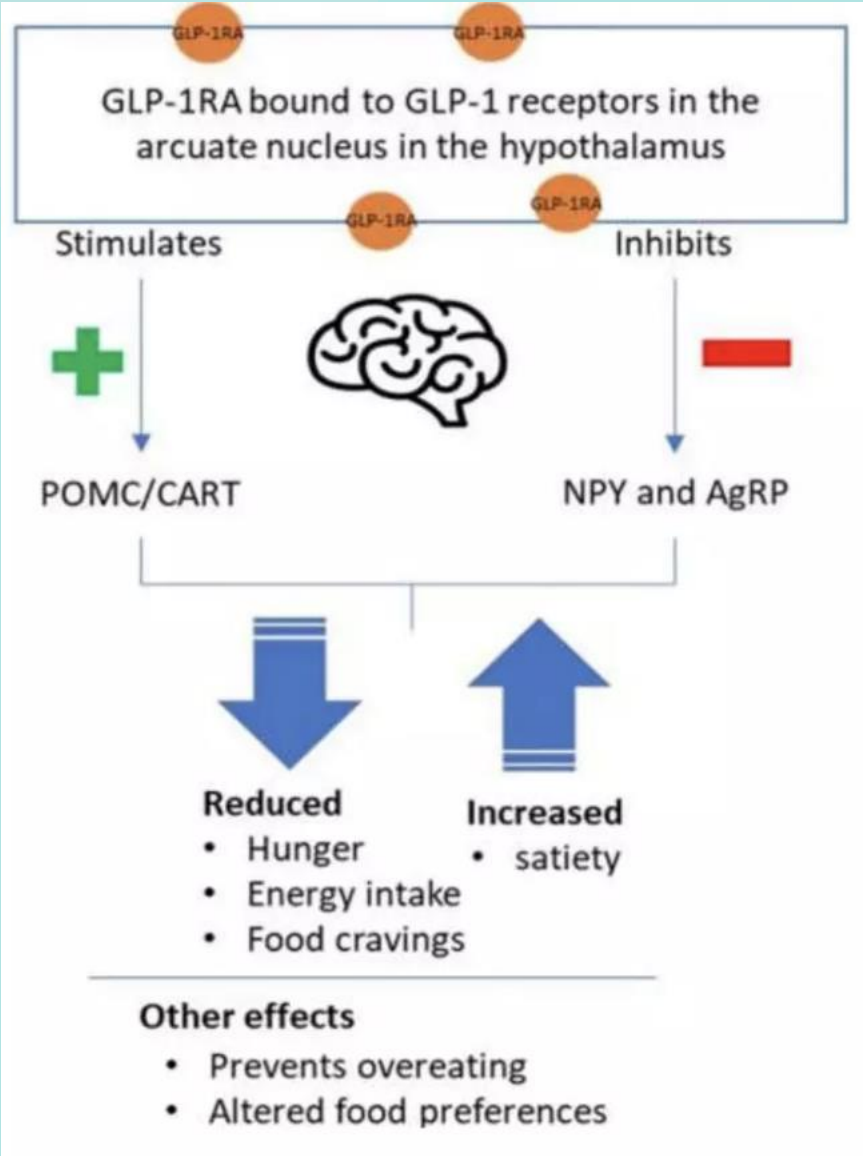 GLP-1RA
GLP-1RA
GLP-1RA bound to GLP-1 receptors in the
arcuate nucleus in the hypothalamus
GLP-1RA
GLP-1RA
Stimulates
Inhibits
POMC/CART
NPY and AgRP
Reduced
• Hunger
• Energy intake
• Food cravings
Increased
• satiety
Other effects
• Prevents overeating
• Altered food preferences